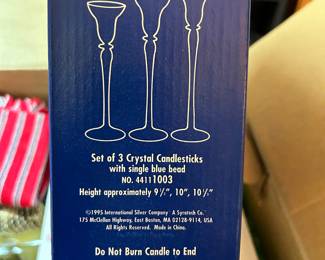 Set of 3 Crystal Candlesticks
with single blue bead
NO. 44111003
Height approximately 9½", 10", 10½"
©1995 International Silver Company A Syratech Co.
175 McClellan Highway, East Boston, MA 02128-9114, USA
All Rights Reserved. Made in China.
Do Not Burn Candle to End